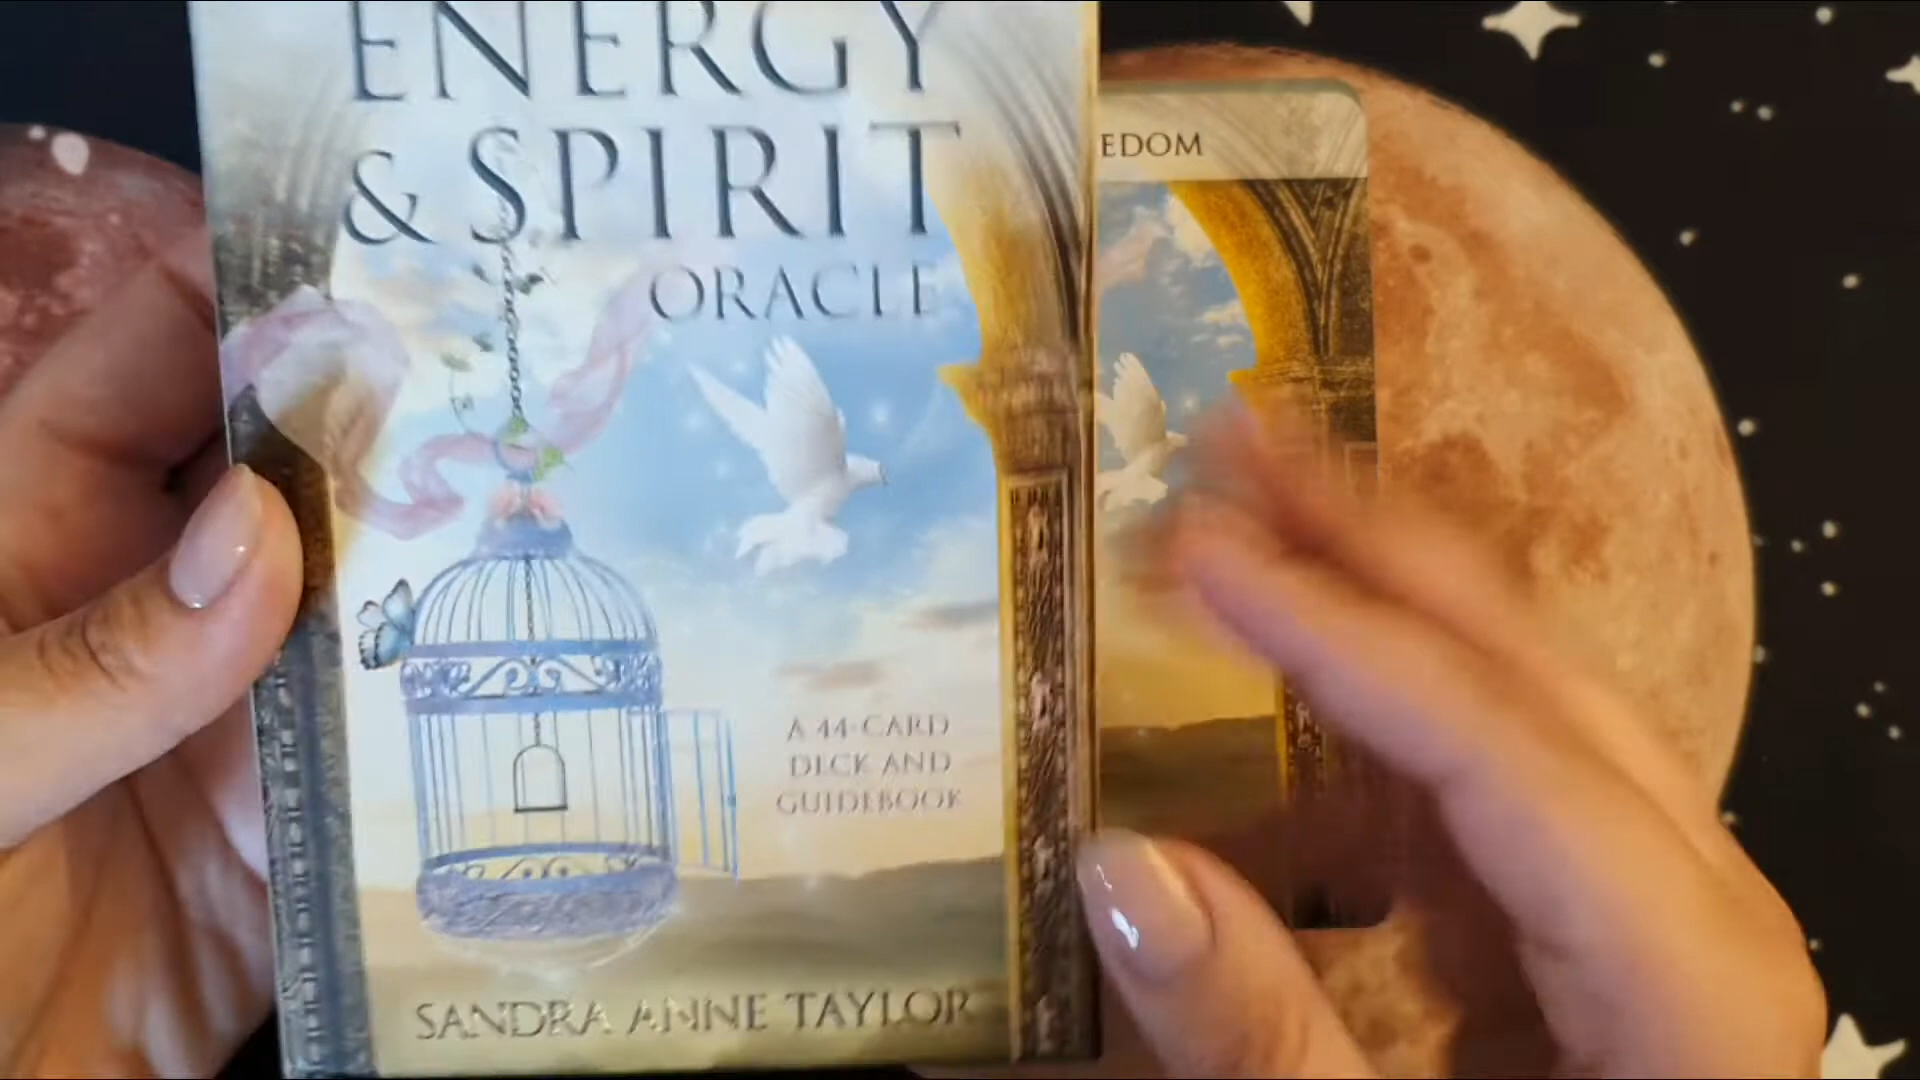 ENERGY
& SPIRIT
ORACLE
EDOM
A 44-CARD
DECK AND
GUIDEBOOK
SANDRA ANNE TAYLOR